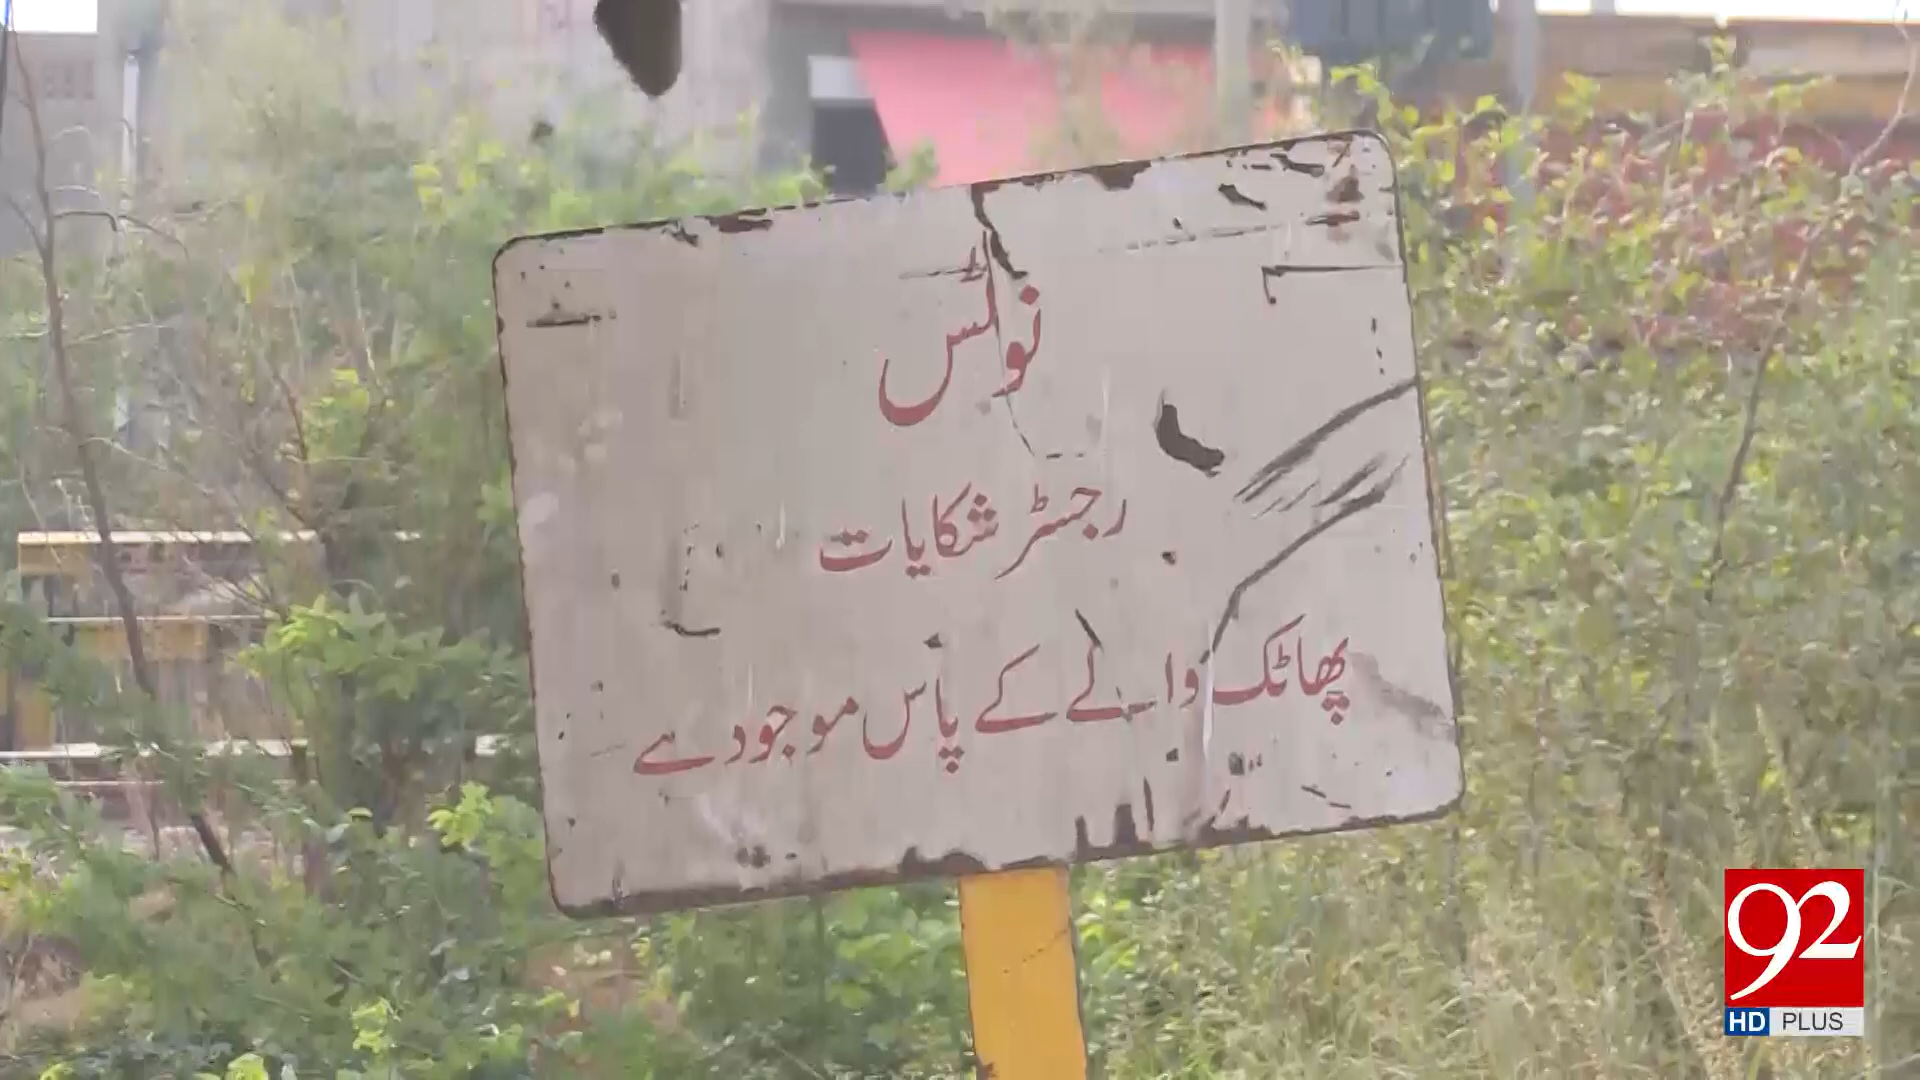 نوٹس
رجسٹر شکایات
پھاٹک والے کے پاس موجود ہے
92
HD PLUS